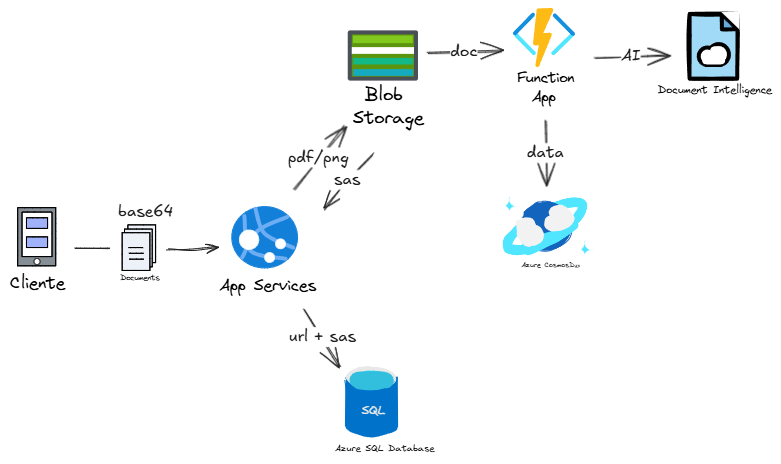 doc
AI
Function
App
Document Intelligence
Blob
Storage
pdf/png
sas
data
base64
Documents
Cliente
App Services
Azure CosmosDB
url + sas
SQL
Azure SQL Database